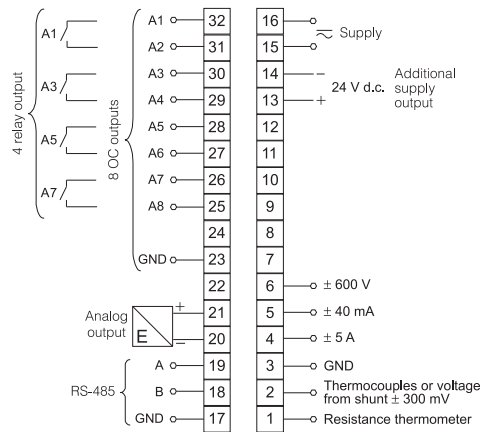 4 relay output
A1
A3
A5
A7
8 OC outputs
A1 32
A2 31
A3 30
A4 29
A5 28
A6 27
A7 26
A8 25
24
GND 23
22
Analog output
E
+ 21
− 20
RS-485
A 19
B 18
GND 17
16
15
Supply
14 −
13 +
24 V d.c.
Additional
supply
output
12
11
10
9
8
7
6 ± 600 V
5 ± 40 mA
4 ± 5 A
3 GND
2 Thermocouples or voltage
from shunt ± 300 mV
1 Resistance thermometer